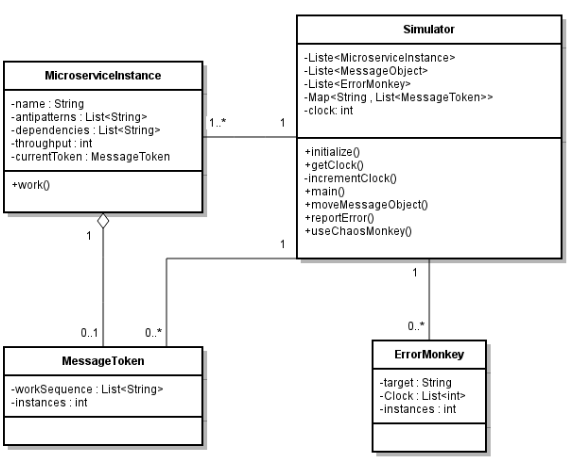 Simulator
-Liste<MicroserviceInstance>
-Liste<MessageObject>
-Liste<ErrorMonkey>
-Map<String , List<MessageToken>>
-clock: int
+initialize()
+getClock()
-incrementClock()
+main()
+moveMessageObject()
+reportError()
+useChaosMonkey()
MicroserviceInstance
-name : String
-antipatterns : List<String>
-dependencies : List<String>
-throughput : int
-currentToken : MessageToken
+work()
1..*
1
1
1
1
0..1
0..*
0..*
MessageToken
-workSequence : List<String>
-instances : int
ErrorMonkey
-target : String
-Clock : List<int>
-instances : int